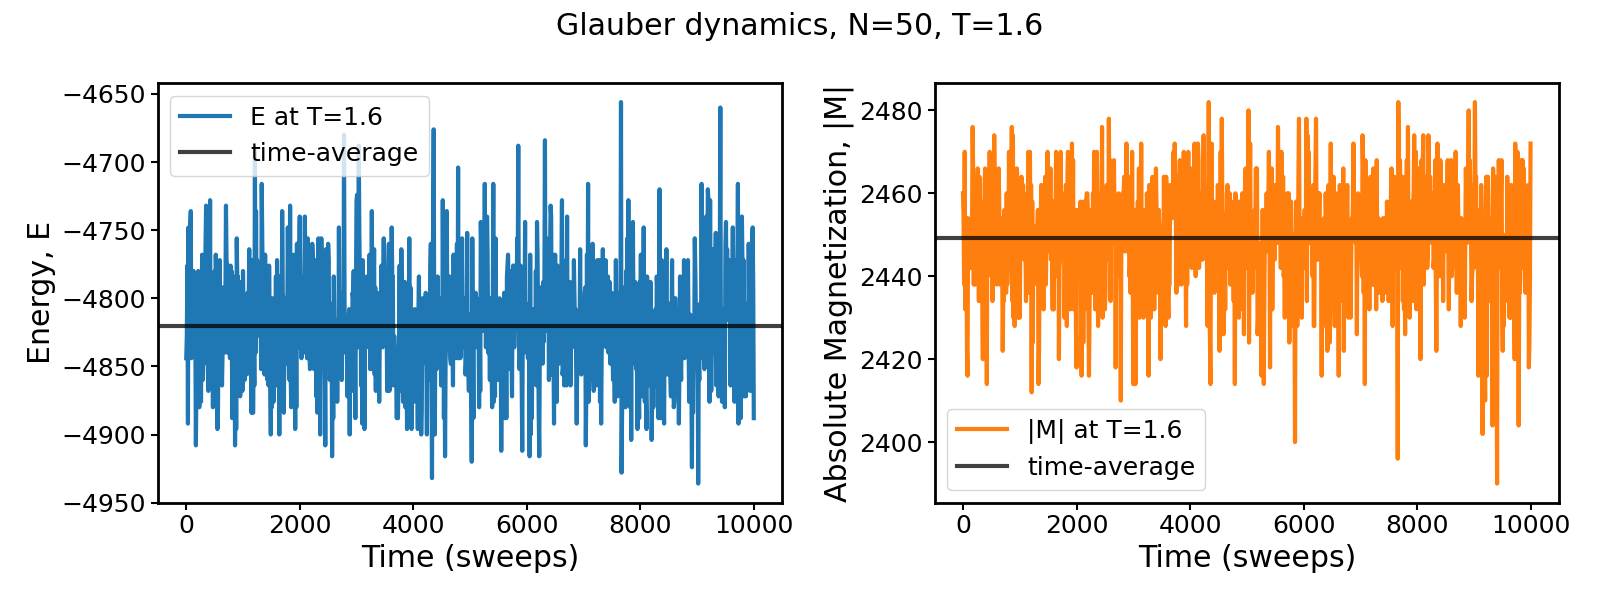 Glauber dynamics, N=50, T=1.6
Energy, E
−4650
−4700
−4750
−4800
−4850
−4900
−4950
E at T=1.6
time-average
0 2000 4000 6000 8000 10000
Time (sweeps)
Absolute Magnetization, |M|
2480
2460
2440
2420
2400
|M| at T=1.6
time-average
0 2000 4000 6000 8000 10000
Time (sweeps)